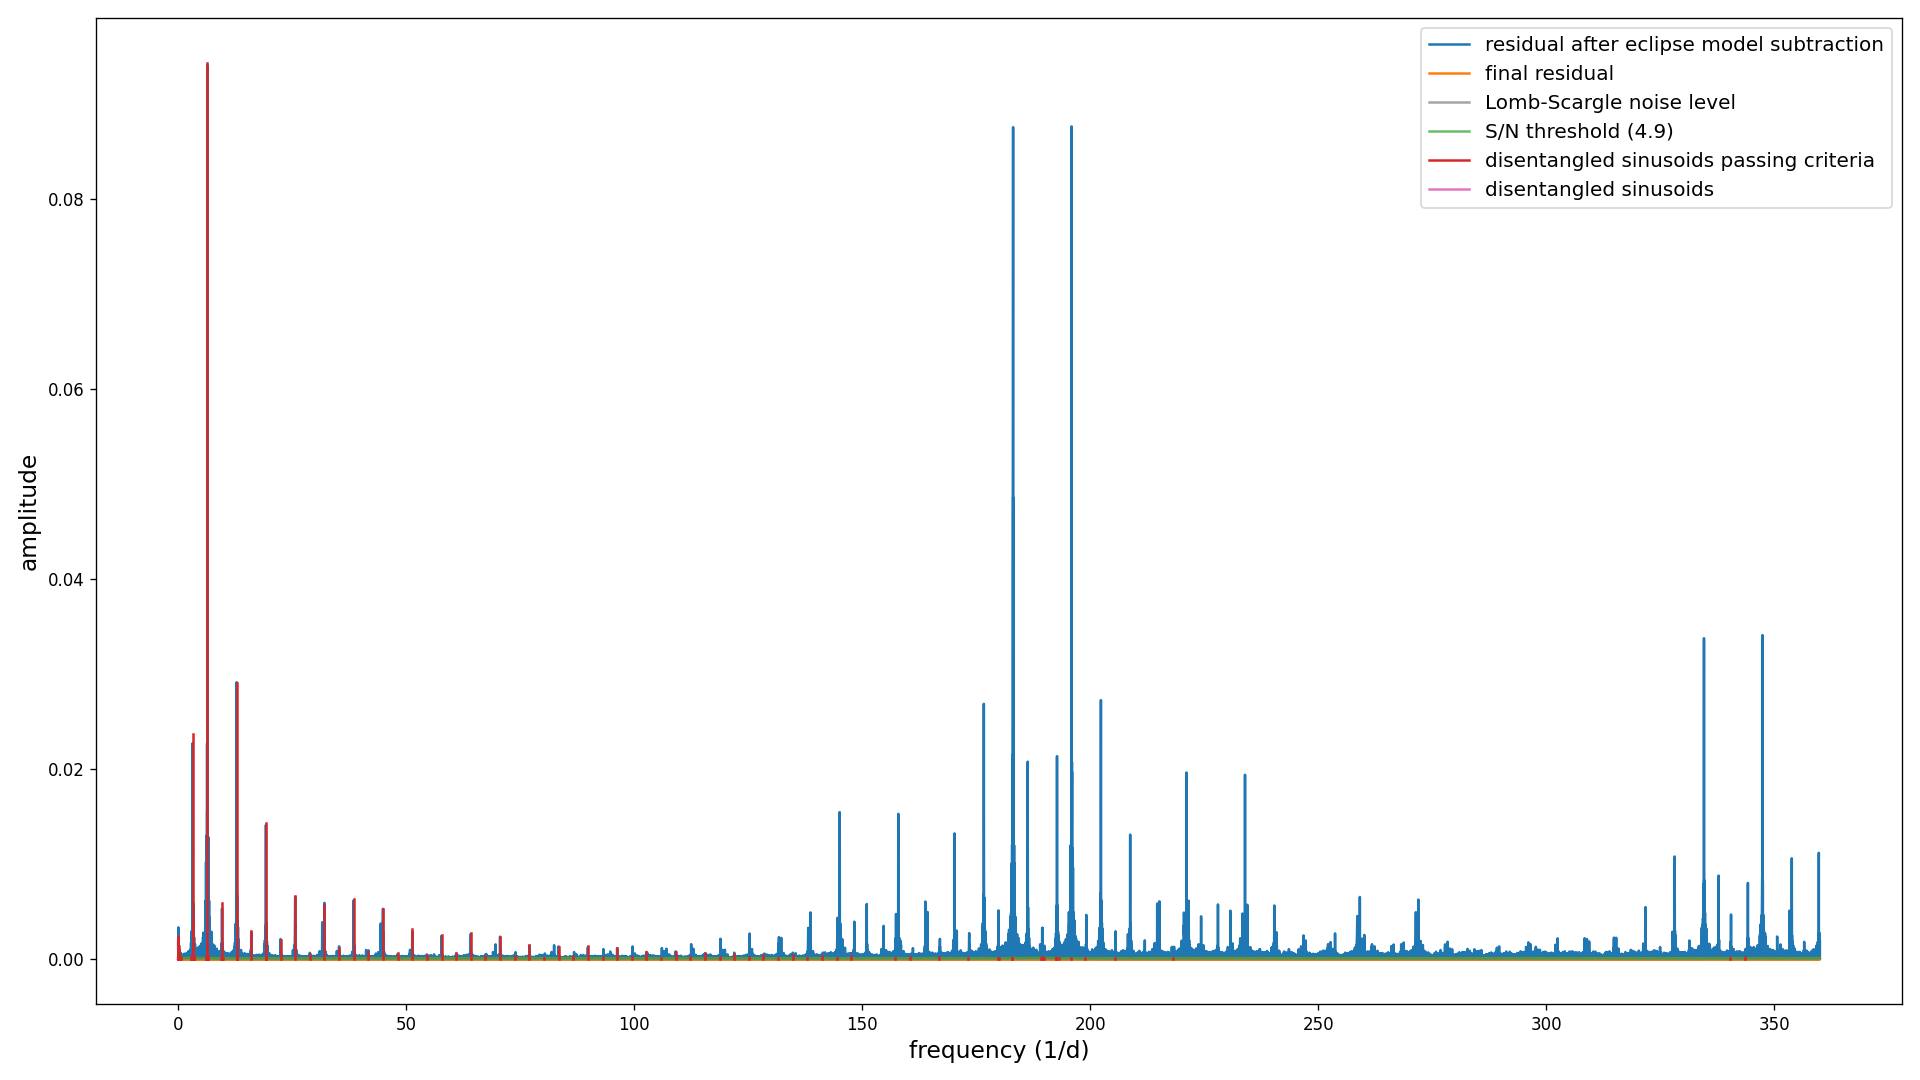 residual after eclipse model subtraction
final residual
Lomb-Scargle noise level
S/N threshold (4.9)
disentangled sinusoids passing criteria
disentangled sinusoids
amplitude
0.08
0.06
0.04
0.02
0.00
0 50 100 150 200 250 300 350
frequency (1/d)